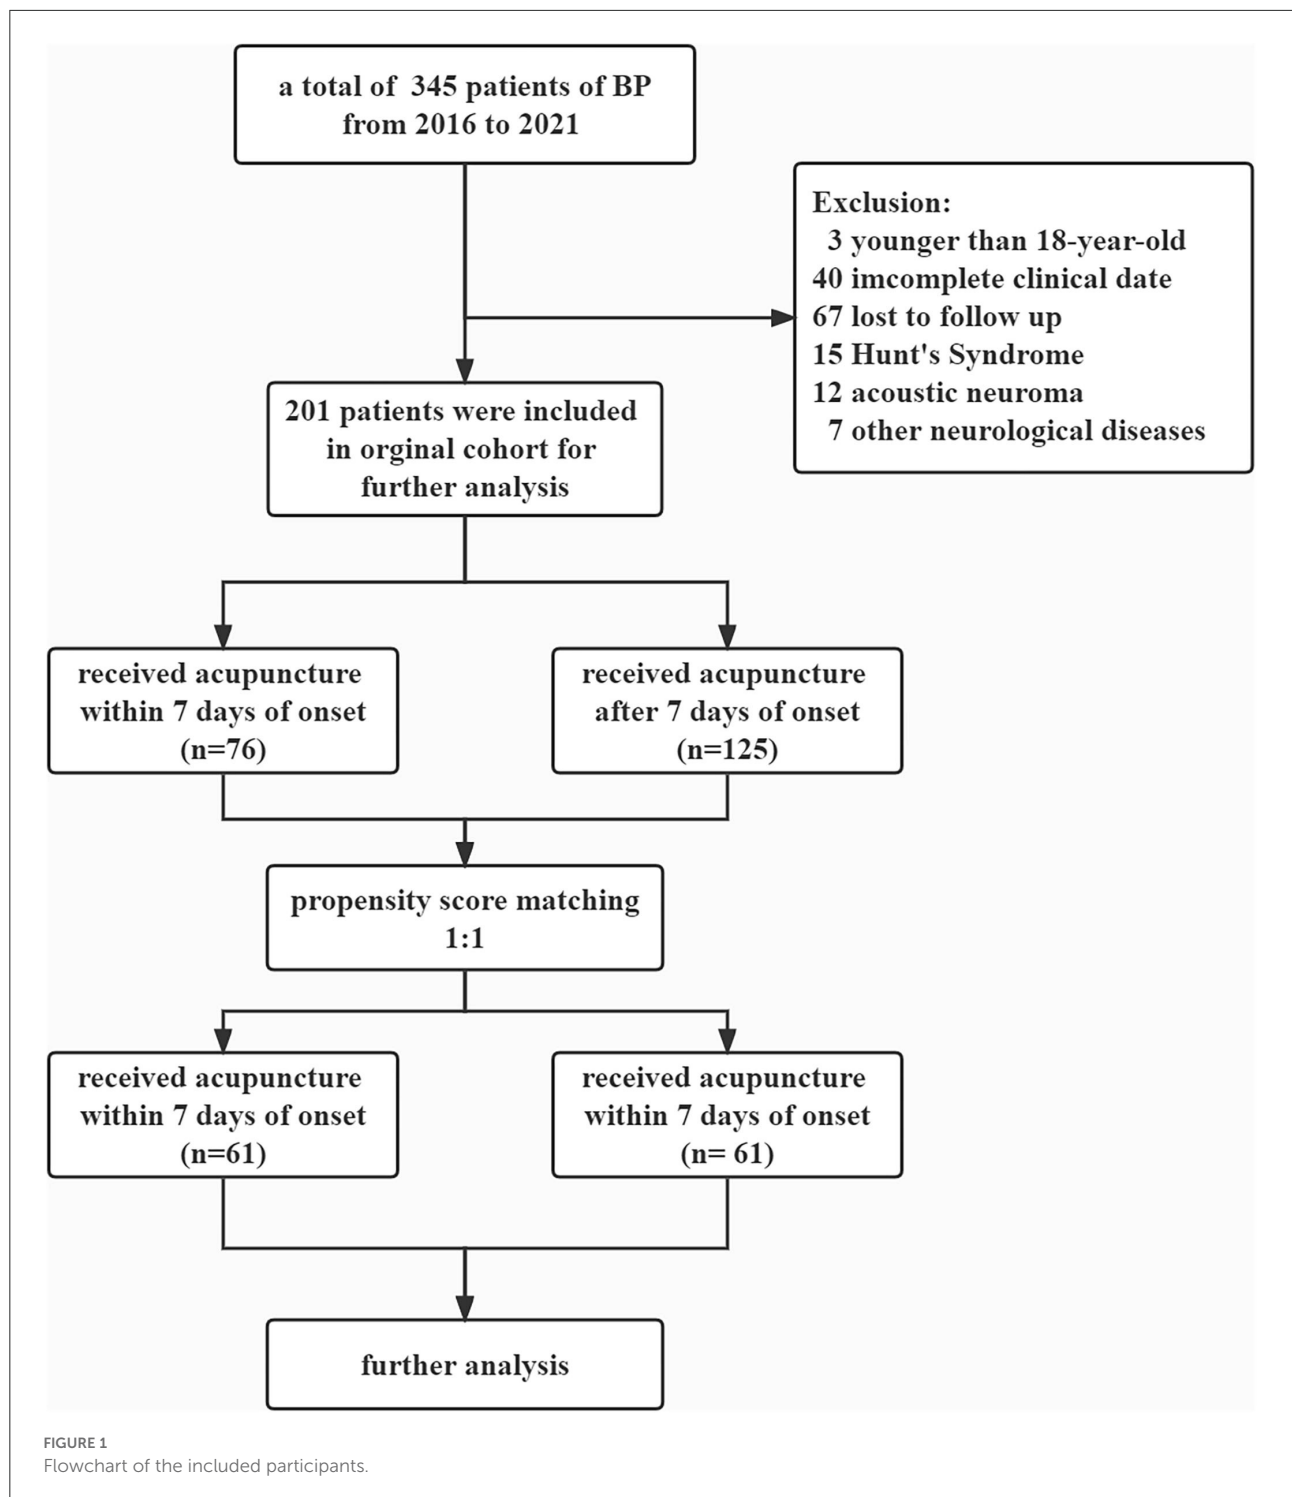 a total of 345 patients of BP
from 2016 to 2021
Exclusion:
3 younger than 18-year-old
40 imcomplete clinical date
67 lost to follow up
15 Hunt's Syndrome
12 acoustic neuroma
7 other neurological diseases
201 patients were included
in orginal cohort for
further analysis
received acupuncture
within 7 days of onset
(n=76)
received acupuncture
after 7 days of onset
(n=125)
propensity score matching
1:1
received acupuncture
within 7 days of onset
(n=61)
received acupuncture
within 7 days of onset
(n= 61)
further analysis
FIGURE 1
Flowchart of the included participants.